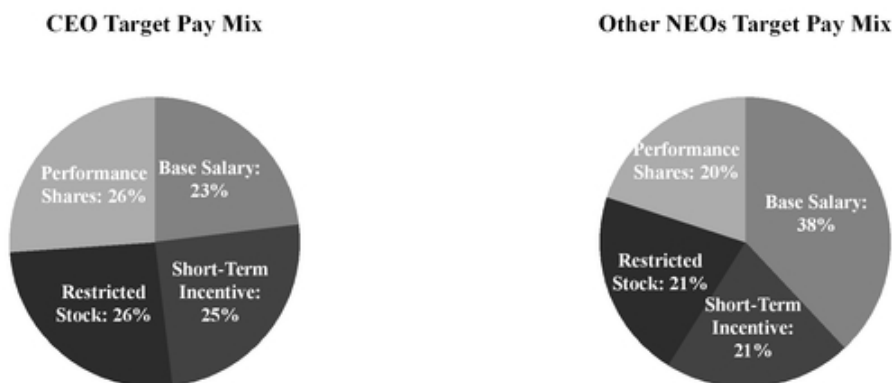 CEO Target Pay Mix
Performance
Shares: 26%
Base Salary:
23%
Restricted
Stock: 26%
Short-Term
Incentive:
25%
Other NEOs Target Pay Mix
Performance
Shares: 20%
Base Salary:
38%
Restricted
Stock: 21%
Short-Term
Incentive:
21%